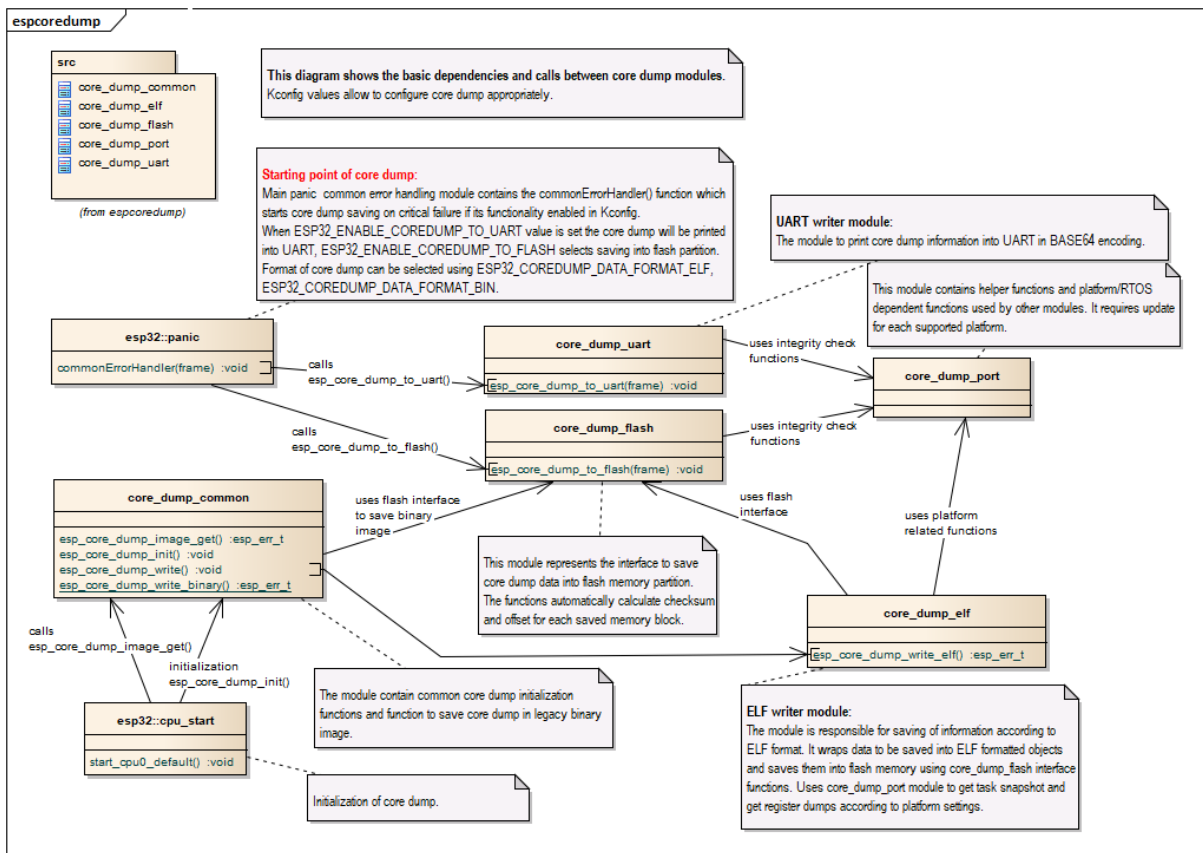 espcoredump
src
core_dump_common
core_dump_elf
core_dump_flash
core_dump_port
core_dump_uart
(from espcoredump)
This diagram shows the basic dependencies and calls between core dump modules.
Kconfig values allow to configure core dump appropriately.
Starting point of core dump:
Main panic common error handling module contains the commonErrorHandler() function which
starts core dump saving on critical failure if its functionality enabled in Kconfig.
When ESP32_ENABLE_COREDUMP_TO_UART value is set the core dump will be printed
into UART, ESP32_ENABLE_COREDUMP_TO_FLASH selects saving into flash partition.
Format of core dump can be selected using ESP32_COREDUMP_DATA_FORMAT_ELF,
ESP32_COREDUMP_DATA_FORMAT_BIN.
UART writer module:
The module to print core dump information into UART in BASE64 encoding.
This module contains helper functions and platform/RTOS
dependent functions used by other modules. It requires update
for each supported platform.
esp32::panic
commonErrorHandler(frame) :void
calls
esp_core_dump_to_uart()
core_dump_uart
esp_core_dump_to_uart(frame) :void
uses integrity check
functions
core_dump_port
calls
esp_core_dump_to_flash()
core_dump_flash
esp_core_dump_to_flash(frame) :void
uses integrity check
functions
core_dump_common
esp_core_dump_image_get() :esp_err_t
esp_core_dump_init() :void
esp_core_dump_write() :void
esp_core_dump_write_binary() :esp_err_t
uses flash interface
to save binary
image
uses flash
interface
uses platform
related functions
This module represents the interface to save
core dump data into flash memory partition.
The functions automatically calculate checksum
and offset for each saved memory block.
core_dump_elf
esp_core_dump_write_elf() :esp_err_t
calls
esp_core_dump_image_get()
initialization
esp_core_dump_init()
The module contain common core dump initialization
functions and function to save core dump in legacy binary
image.
esp32::cpu_start
start_cpu0_default() :void
Initialization of core dump.
ELF writer module:
The module is responsible for saving of information according to
ELF format. It wraps data to be saved into ELF formatted objects
and saves them into flash memory using core_dump_flash interface
functions. Uses core_dump_port module to get task snapshot and
get register dumps according to platform settings.